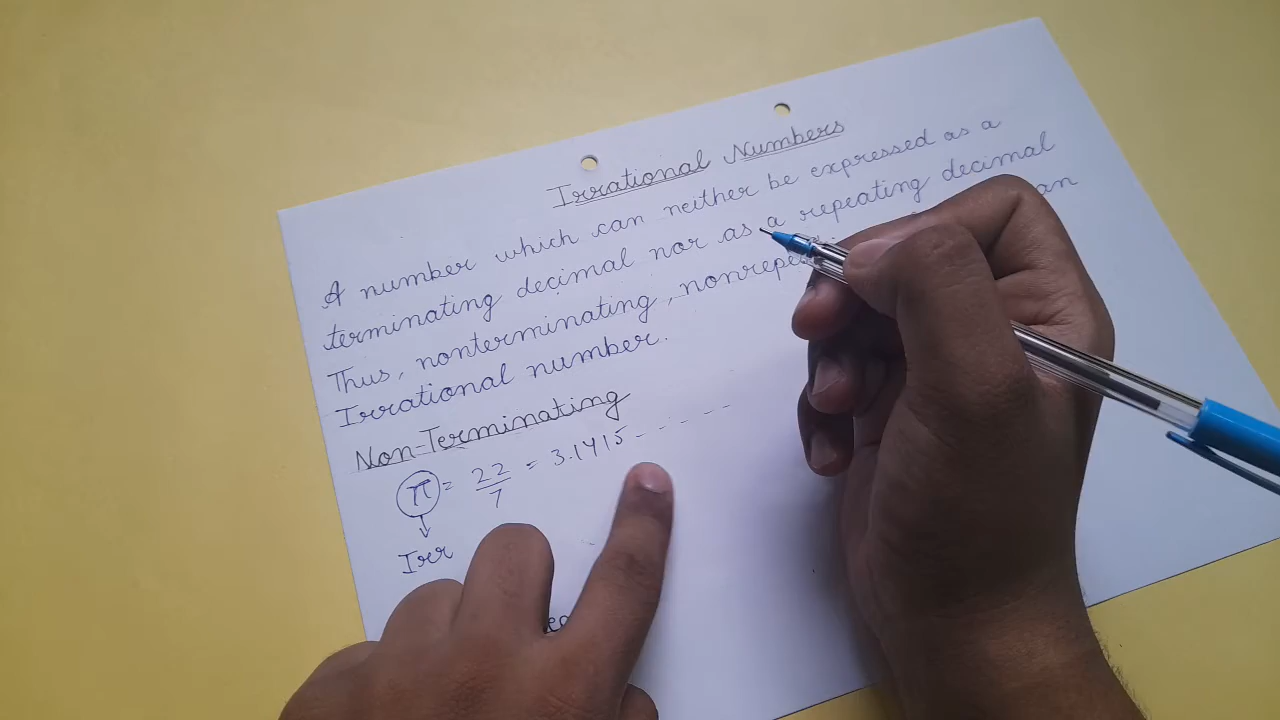 Irrational Numbers
A number which can neither be expressed as a
terminating decimal nor as a repeating decimal
Thus, nonterminating, an
Irrational number.
Non-Terminating
π = 22/7 = 3.1415- - - - - -
Irr